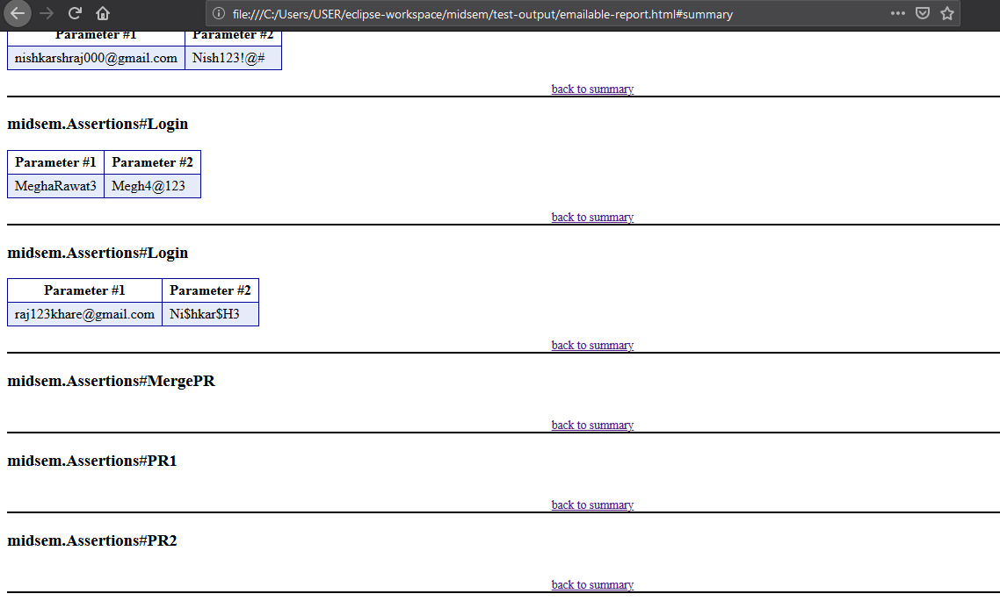 file:///C:/Users/USER/eclipse-workspace/midsem/test-output/emailable-report.html#summary
Parameter #1 Parameter #2
nishkarshraj000@gmail.com Nish123!@#
back to summary
midsem.Assertions#Login
Parameter #1 Parameter #2
MeghaRawat3 Megh4@123
back to summary
midsem.Assertions#Login
Parameter #1 Parameter #2
raj123khare@gmail.com Ni$hkar$H3
back to summary
midsem.Assertions#MergePR
back to summary
midsem.Assertions#PR1
back to summary
midsem.Assertions#PR2
back to summary